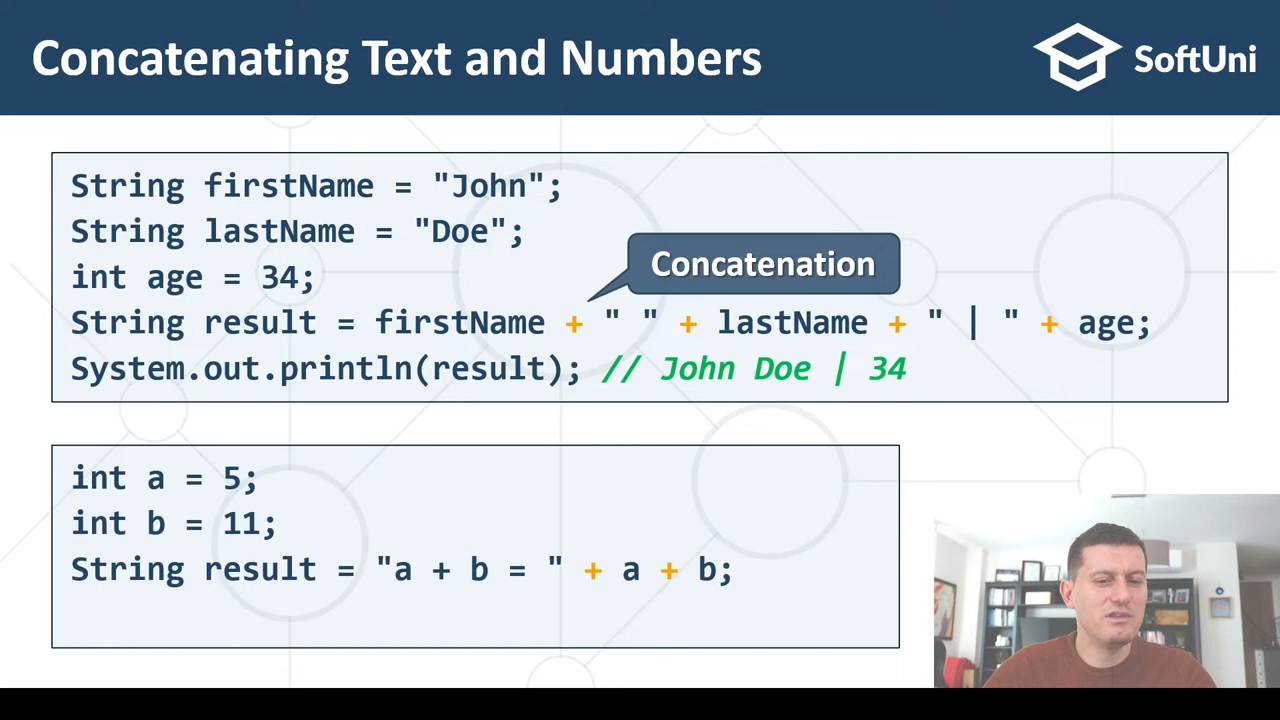 Concatenating Text and Numbers
SoftUni
String firstName = "John";
String lastName = "Doe";
int age = 34;
Concatenation
String result = firstName + " " + lastName + " | " + age;
System.out.println(result); // John Doe | 34
int a = 5;
int b = 11;
String result = "a + b = " + a + b;